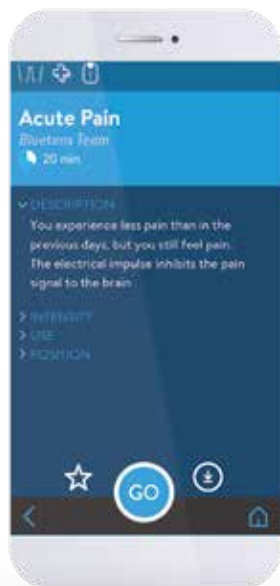 Acute Pain
Bluetens Team
20 min
DESCRIPTION
You experience less pain than in the
previous days, but you still feel pain.
The electrical impulse inhibits the pain
signal to the brain
INTENSITY
USE
POSITION
GO